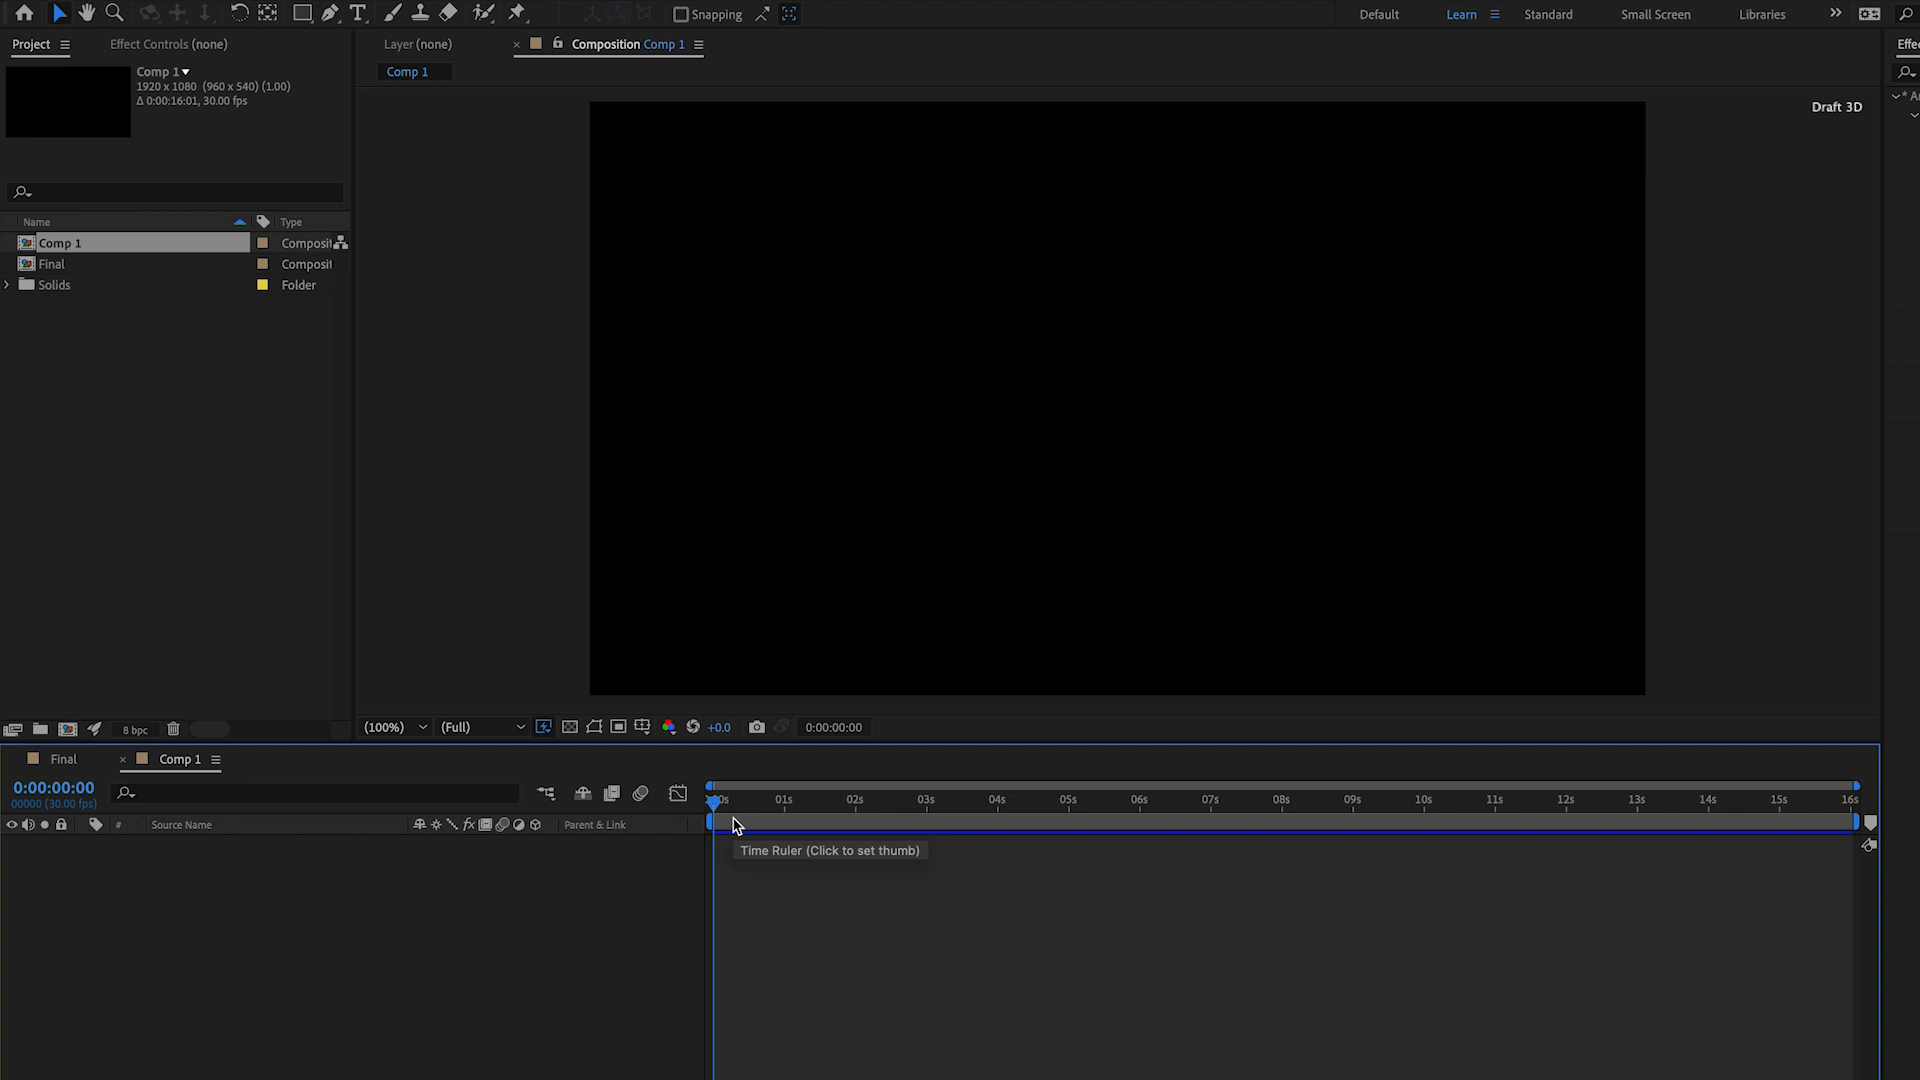 Snapping
Default
Learn
Standard
Small Screen
Libraries
Project
Effect Controls (none)
Layer (none)
Composition Comp 1
Effec
Comp 1
Comp 1
1920 x 1080 (960 x 540) (1.00)
Δ 0:00:16:01, 30.00 fps
Draft 3D
* A
Name
Type
Comp 1
Composit
Final
Composit
Solids
Folder
8 bpc
(100%)
(Full)
+0.0
0:00:00:00
Final
Comp 1
0:00:00:00
00000 (30.00 fps)
00s 01s 02s 03s 04s 05s 06s 07s 08s 09s 10s 11s 12s 13s 14s 15s 16s
# Source Name
fx
Parent & Link
Time Ruler (Click to set thumb)